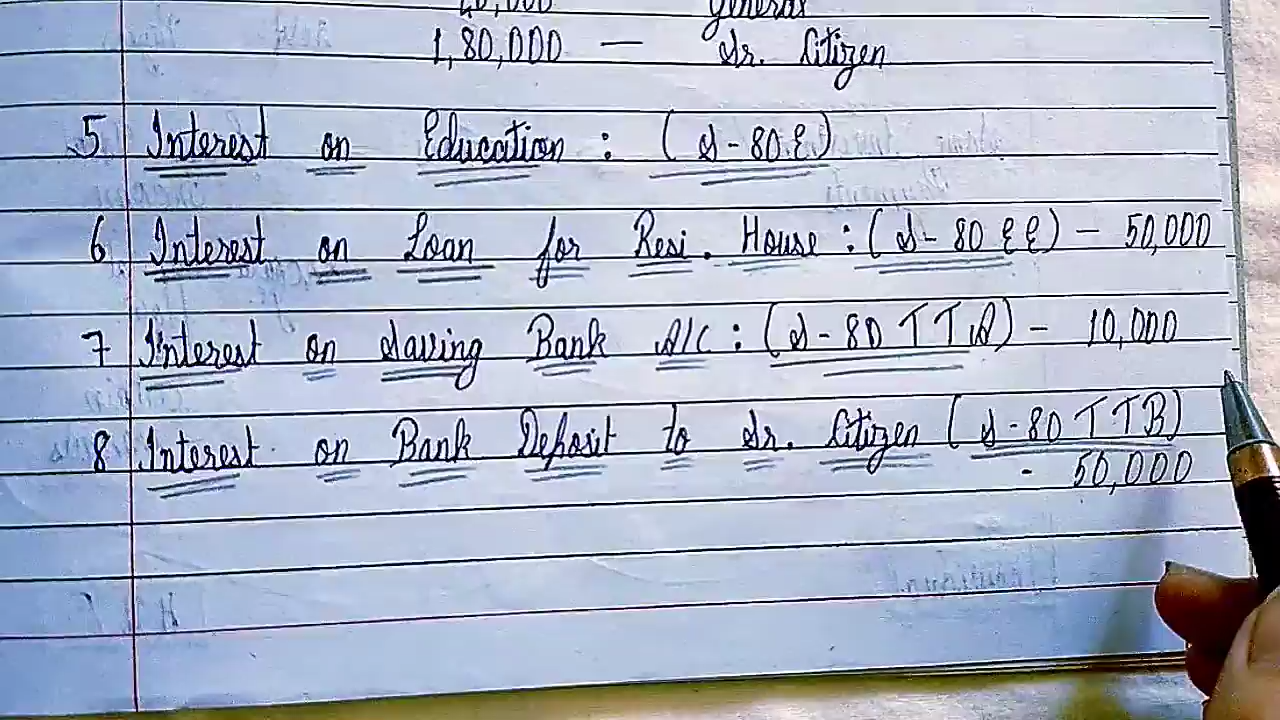 General
1,80,000 — Sr. Citizen
5 Interest on Education : (S-80.E)
6 Interest on Loan for Resi. House : (S-80 EE) - 50,000
7 Interest on Saving Bank A/C : (S-80 TTA) - 10,000
8 Interest on Bank Deposit to Sr. Citizen (S-80 TTB)
- 50,000